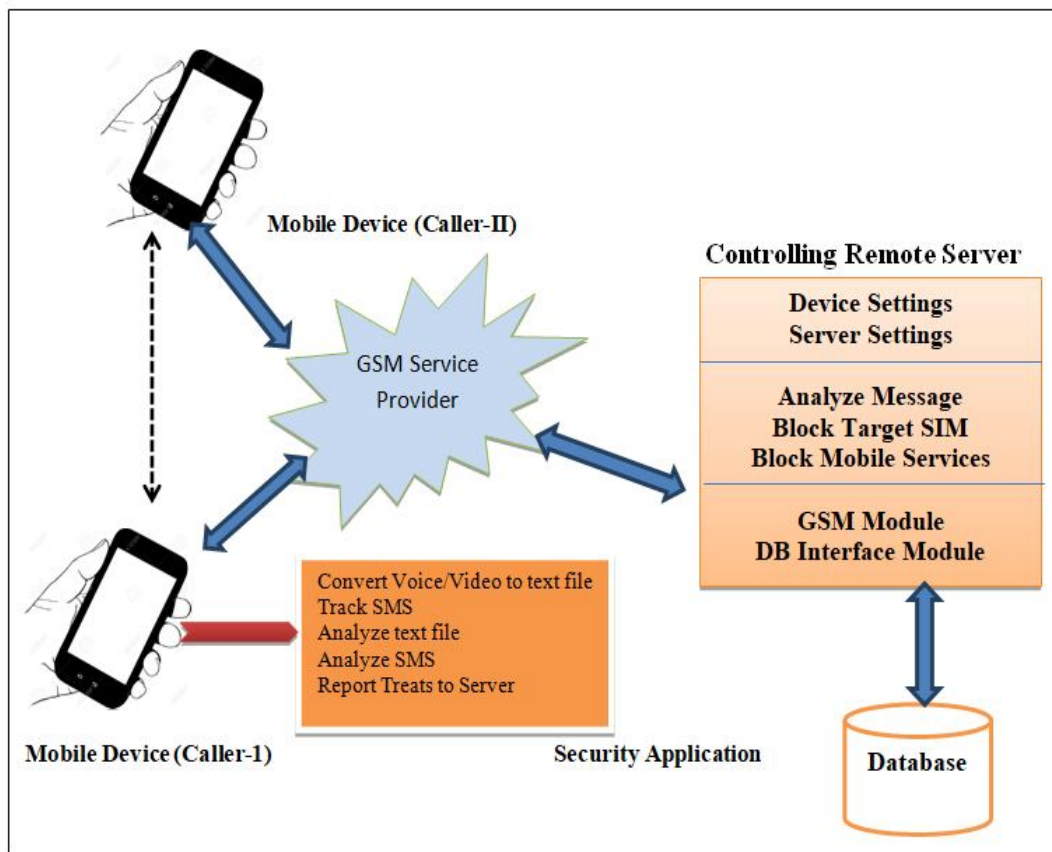 Mobile Device (Caller-II)
GSM Service
Provider
Controlling Remote Server
Device Settings
Server Settings
Analyze Message
Block Target SIM
Block Mobile Services
GSM Module
DB Interface Module
Convert Voice/Video to text file
Track SMS
Analyze text file
Analyze SMS
Report Treats to Server
Mobile Device (Caller-1)
Security Application
Database